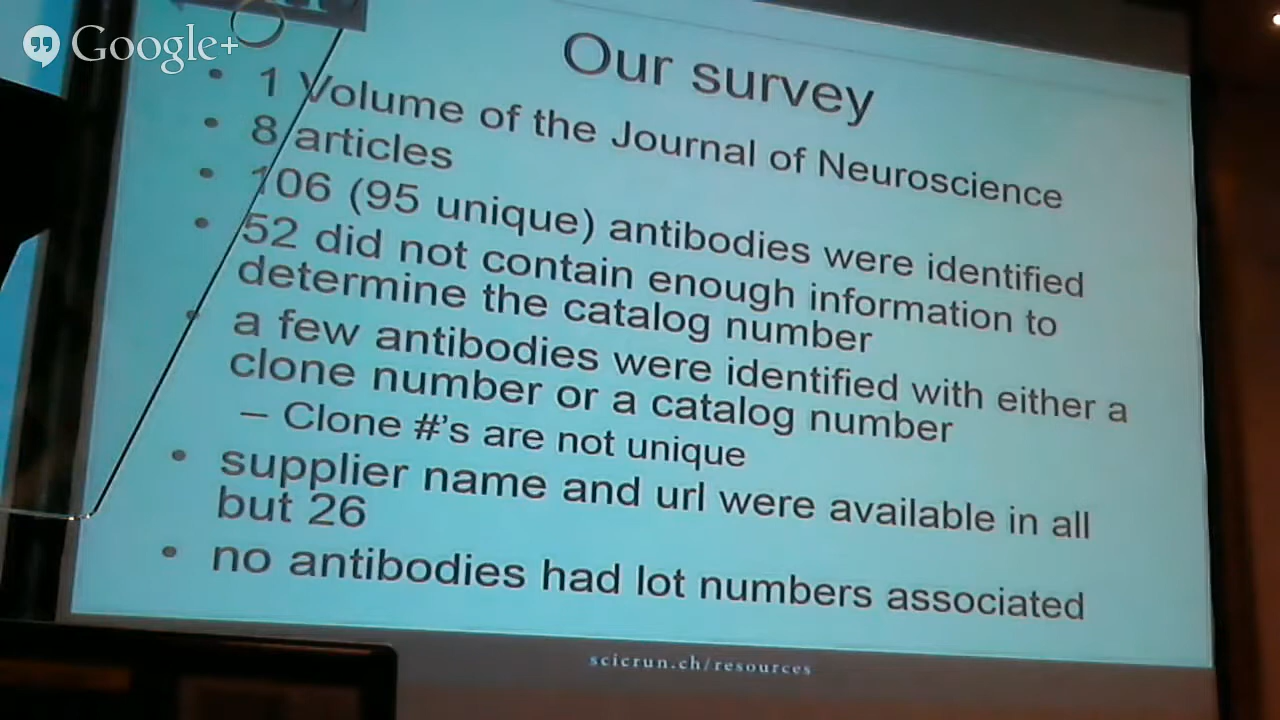 Google+
Our survey
• 1 Volume of the Journal of Neuroscience
• 8 articles
• 106 (95 unique) antibodies were identified
• 52 did not contain enough information to
determine the catalog number
• a few antibodies were identified with either a
clone number or a catalog number
– Clone #'s are not unique
• supplier name and url were available in all
but 26
• no antibodies had lot numbers associated
scicrun.ch/resources